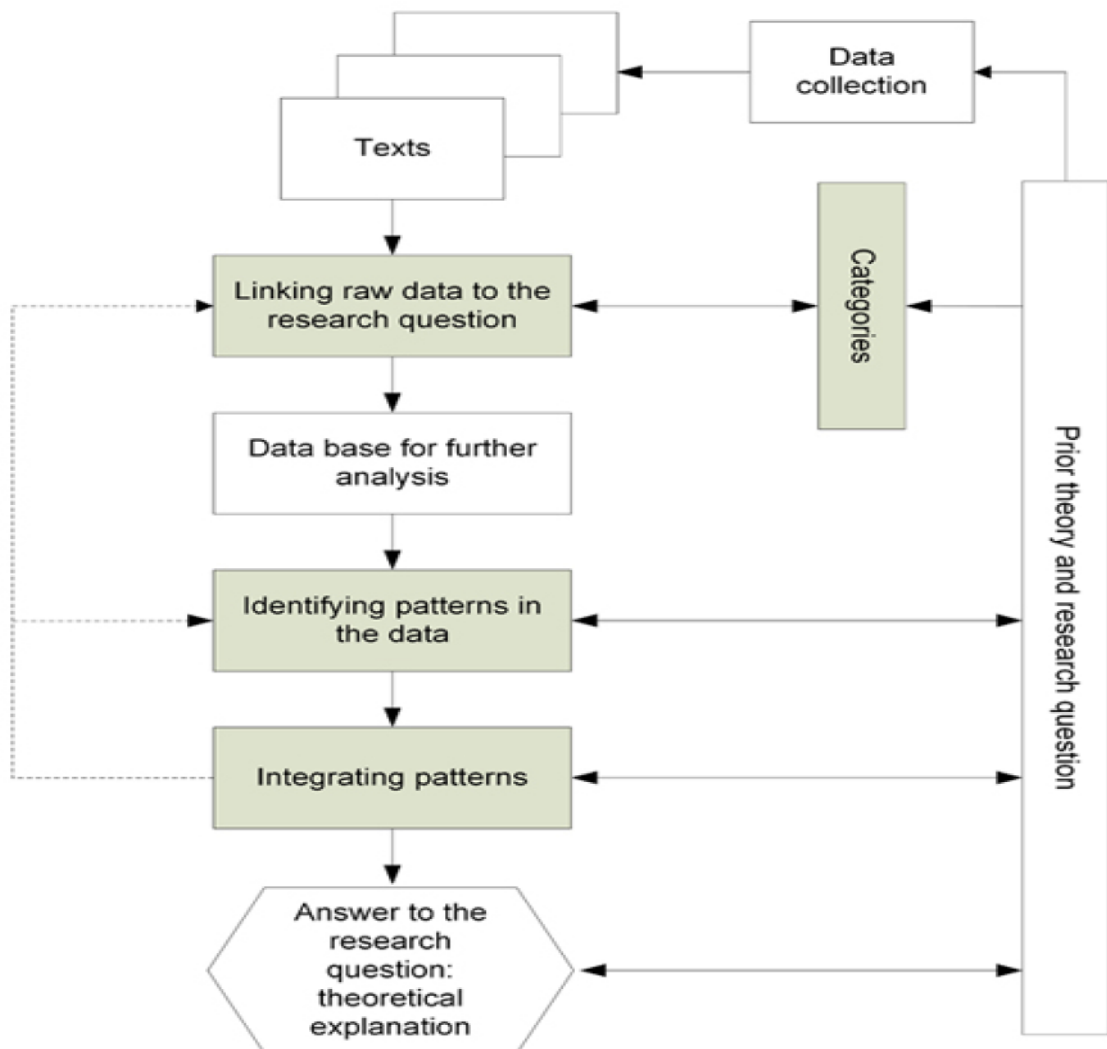 Data
collection
Texts
Linking raw data to the
research question
Categories
Data base for further
analysis
Identifying patterns in
the data
Prior theory and research question
Integrating patterns
Answer to the
research
question:
theoretical
explanation